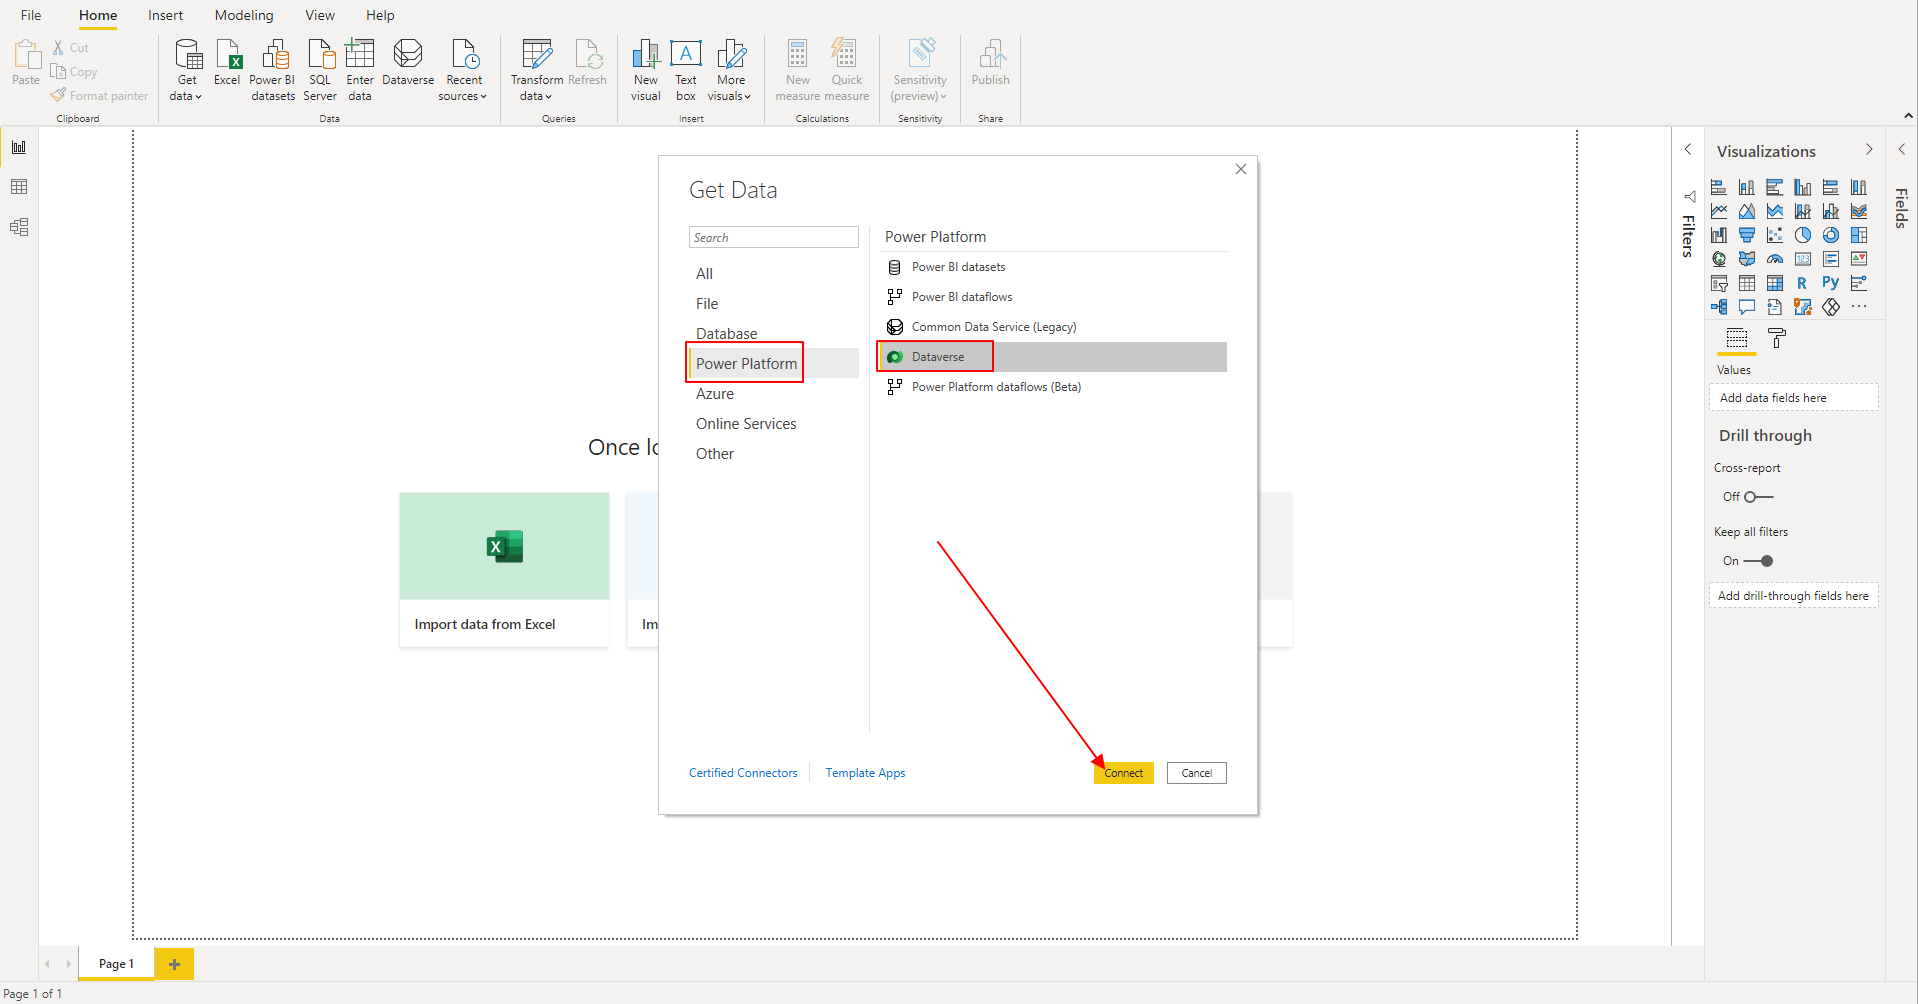 File
Home
Insert
Modeling
View
Help
Paste
Cut
Copy
Format painter
Clipboard
Get
data
Excel
Power BI
datasets
SQL
Server
Enter
data
Dataverse
Recent
sources
Data
Transform
data
Refresh
Queries
New
visual
Text
box
More
visuals
Insert
New
measure
Quick
measure
Calculations
Sensitivity
(preview)
Sensitivity
Publish
Share
Get Data
Search
All
File
Database
Power Platform
Azure
Online Services
Other
Power Platform
Power BI datasets
Power BI dataflows
Common Data Service (Legacy)
Dataverse
Power Platform dataflows (Beta)
Certified Connectors
Template Apps
Connect
Cancel
Once lo
Import data from Excel
Im
Filters
Visualizations
R
Py
123
Values
Add data fields here
Drill through
Cross-report
Off
Keep all filters
On
Add drill-through fields here
Fields
Page 1
Page 1 of 1